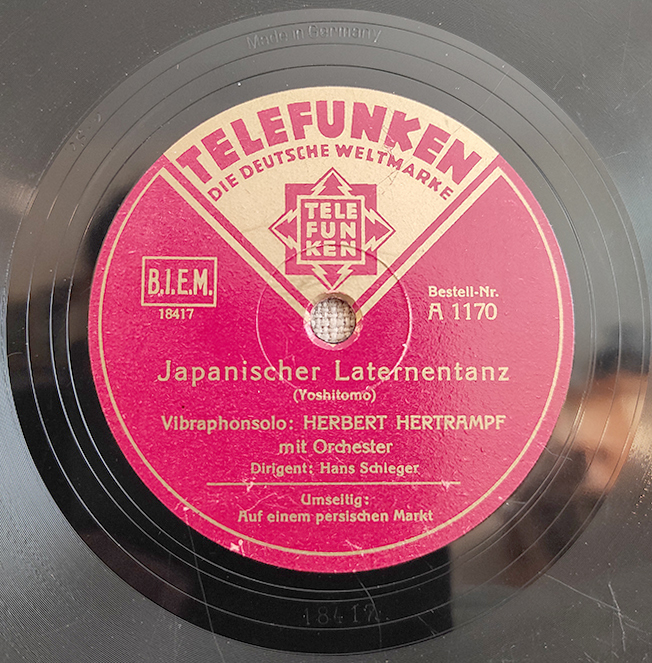 Made in Germany
TELEFUNKEN
DIE DEUTSCHE WELTMARKE
TELE
FUN
KEN
B.I.E.M.
18417
Bestell-Nr.
A 1170
Japanischer Laternentanz
(Yoshitomo)
Vibraphonsolo: HERBERT HERTRAMPF
mit Orchester
Dirigent: Hans Schieger
Umseitig:
Auf einem persischen Markt
18417